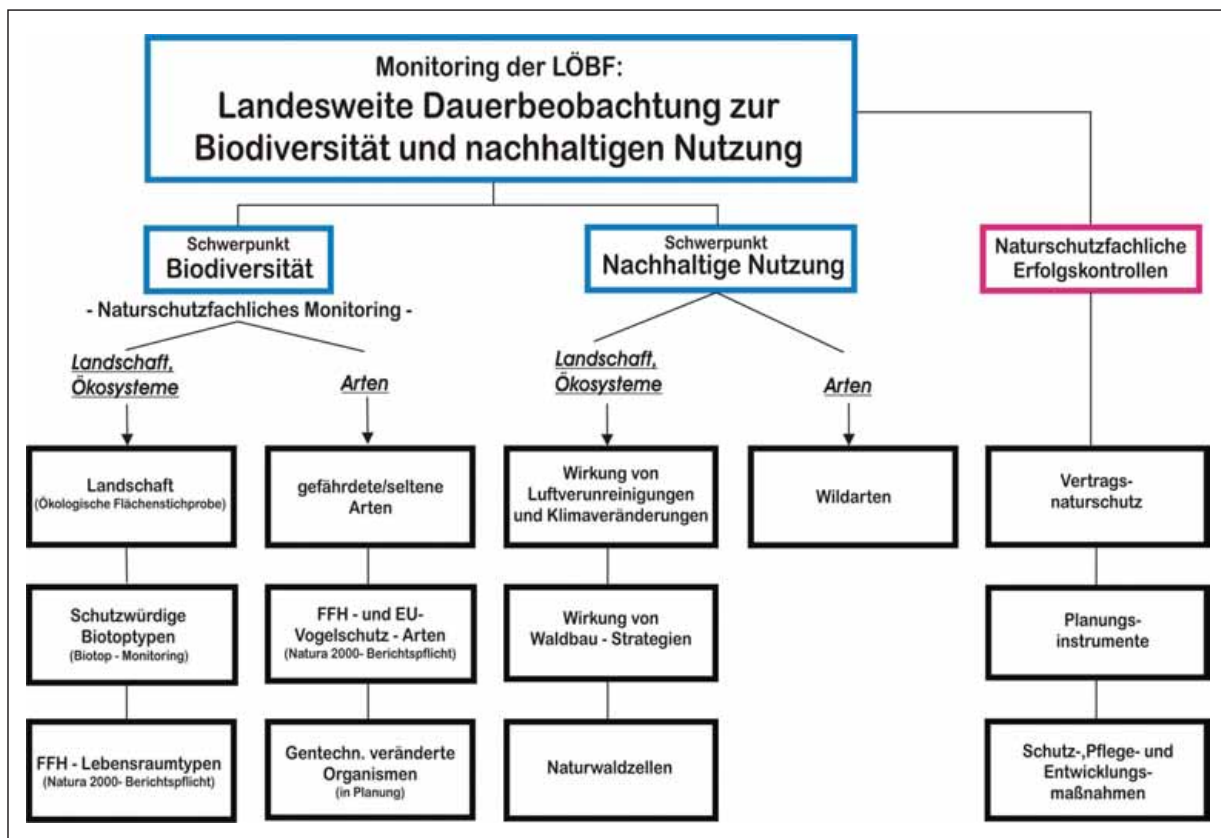 Monitoring der LÖBF:
Landesweite Dauerbeobachtung zur
Biodiversität und nachhaltigen Nutzung
Schwerpunkt
Biodiversität
- Naturschutzfachliches Monitoring -
Schwerpunkt
Nachhaltige Nutzung
Naturschutzfachliche
Erfolgskontrollen
Landschaft,
Ökosysteme
Arten
Landschaft,
Ökosysteme
Arten
Landschaft
(Ökologische Flächenstichprobe)
gefährdete/seltene
Arten
Wirkung von
Luftverunreinigungen
und Klimaveränderungen
Wildarten
Vertrags-
naturschutz
Schutzwürdige
Biotoptypen
(Biotop - Monitoring)
FFH - und EU-
Vogelschutz - Arten
(Natura 2000- Berichtspflicht)
Wirkung von
Waldbau - Strategien
Planungs-
instrumente
FFH - Lebensraumtypen
(Natura 2000- Berichtspflicht)
Gentechn. veränderte
Organismen
(in Planung)
Naturwaldzellen
Schutz-,Pflege- und
Entwicklungs-
maßnahmen